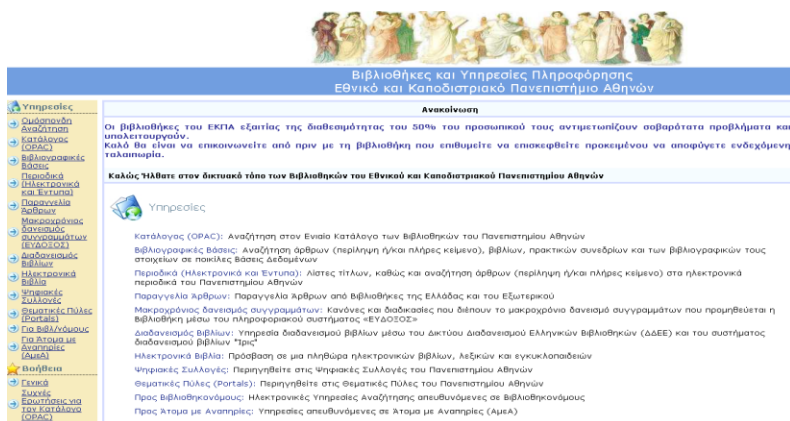 Βιβλιοθήκες και Υπηρεσίες Πληροφόρησης
Εθνικό και Καποδιστριακό Πανεπιστήμιο Αθηνών
Υπηρεσίες
Ομόσπονδη
Αναζήτηση
Κατάλογος
(OPAC)
Βιβλιογραφικές
Βάσεις
Περιοδικά
(Ηλεκτρονικά
και Έντυπα)
Παραγγελία
Άρθρων
Μακροχρόνιος
δανεισμός
συγγραμμάτων
(ΕΥΔΟΞΟΣ)
Διαδανεισμός
Βιβλίων
Ηλεκτρονικά
Βιβλία
Ψηφιακές
Συλλογές
Θεματικές Πύλες
(Portals)
Για Βιβλ/νόμους
Για Άτομα με
Αναπηρίες
(ΑμεΑ)
Βοήθεια
Γενικά
Συχνές
Ερωτήσεις για
τον Κατάλογο
(OPAC)
Ανακοίνωση
Οι βιβλιοθήκες του ΕΚΠΑ εξαιτίας της διαθεσιμότητας του 50% του προσωπικού τους αντιμετωπίζουν σοβαρότατα προβλήματα και
υπολειτουργούν.
Καλό θα είναι να επικοινωνείτε από πριν με τη βιβλιοθήκη που επιθυμείτε να επισκεφθείτε προκειμένου να αποφύγετε ενδεχόμενη
ταλαιπωρία.
Καλώς Ήλθατε στον δικτυακό τόπο των Βιβλιοθηκών του Εθνικού και Καποδιστριακού Πανεπιστημίου Αθηνών
Υπηρεσίες
Κατάλογος (OPAC): Αναζήτηση στον Ενιαίο Κατάλογο των Βιβλιοθηκών του Πανεπιστημίου Αθηνών
Βιβλιογραφικές Βάσεις: Αναζήτηση άρθρων (περίληψη ή/και πλήρες κείμενο), βιβλίων, πρακτικών συνεδρίων και των βιβλιογραφικών τους
στοιχείων σε ποικίλες Βάσεις Δεδομένων
Περιοδικά (Ηλεκτρονικά και Έντυπα): Λίστες τίτλων, καθώς και αναζήτηση άρθρων (περίληψη ή/και πλήρες κείμενο) στα ηλεκτρονικά
περιοδικά του Πανεπιστημίου Αθηνών
Παραγγελία Άρθρων: Παραγγελία Άρθρων από Βιβλιοθήκες της Ελλάδας και του Εξωτερικού
Μακροχρόνιος δανεισμός συγγραμμάτων: Κανόνες και διαδικασίες που διέπουν το μακροχρόνιο δανεισμό συγγραμμάτων που προμηθεύεται η
Βιβλιοθήκη μέσω του πληροφοριακού συστήματος «ΕΥΔΟΞΟΣ»
Διαδανεισμός Βιβλίων: Υπηρεσία διαδανεισμού βιβλίων μέσω του Δικτύου Διαδανεισμού Ελληνικών Βιβλιοθηκών (ΔΔΕΕ) και του συστήματος
διαδανεισμού βιβλίων "Ίρις"
Ηλεκτρονικά Βιβλία: Πρόσβαση σε μια πληθώρα ηλεκτρονικών βιβλίων, λεξικών και εγκυκλοπαιδειών
Ψηφιακές Συλλογές: Περιηγηθείτε στις Ψηφιακές Συλλογές του Πανεπιστημίου Αθηνών
Θεματικές Πύλες (Portals): Περιηγηθείτε στις Θεματικές Πύλες του Πανεπιστημίου Αθηνών
Προς Βιβλιοθηκονόμους: Ηλεκτρονικές Υπηρεσίες Αναζήτησης απευθυνόμενες σε Βιβλιοθηκονόμους
Προς Άτομα με Αναπηρίες: Υπηρεσίες απευθυνόμενες σε Άτομα με Αναπηρίες (ΑμεΑ)